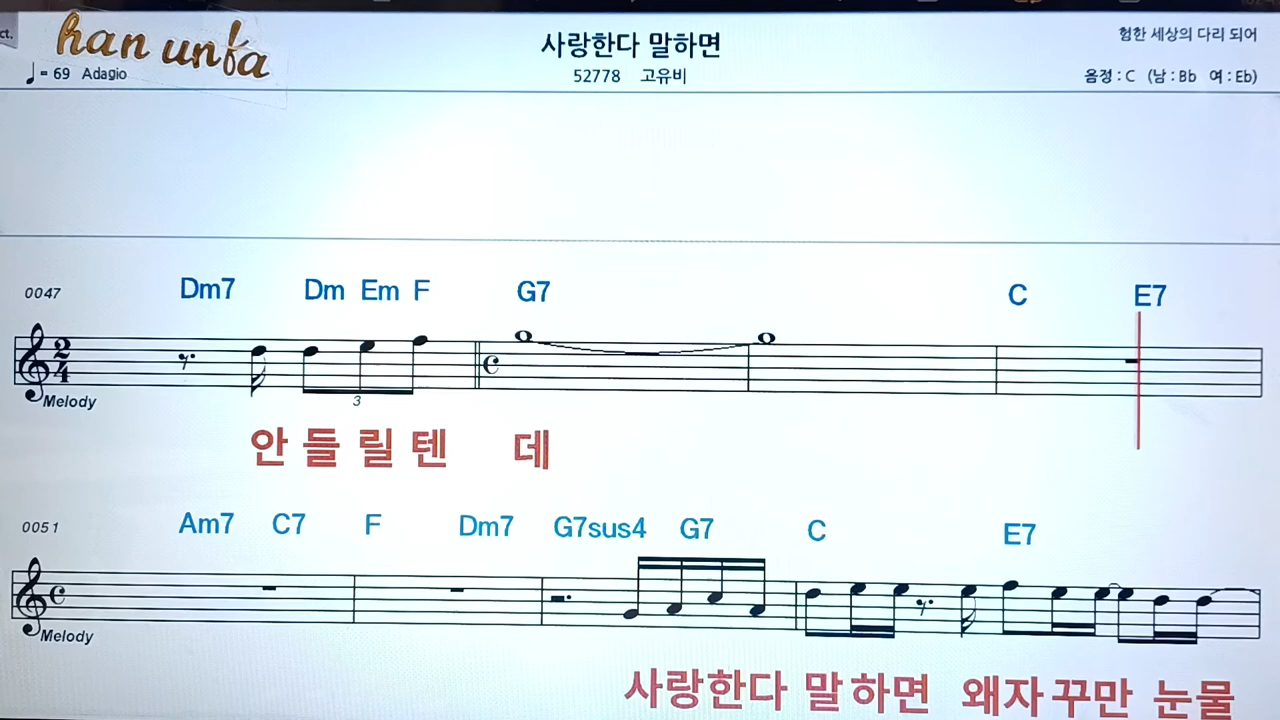 ct.
han unfa
사랑한다 말하면
험한 세상의 다리 되어
♩= 69 Adagio
52778 고유비
음정 : C (남 : Bb 여 : Eb)
0047 Dm7 Dm Em F G7 C E7
2/4
Melody
3
안 들 릴 텐 데
0051 Am7 C7 F Dm7 G7sus4 G7 C E7
Melody
사랑한다 말하면 왜자꾸만 눈물